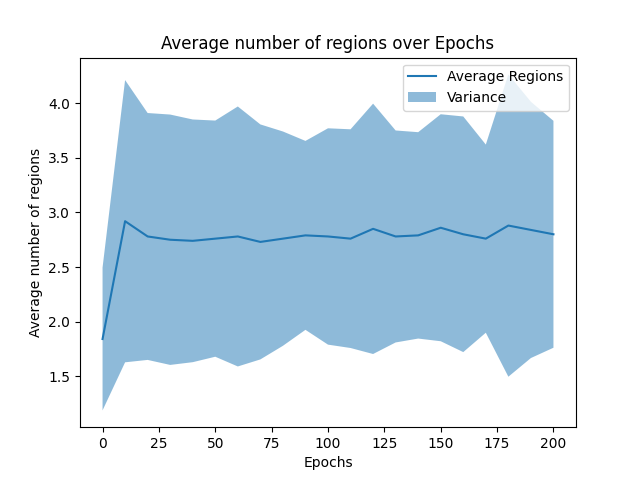 Average number of regions over Epochs
Average Regions
Variance
Average number of regions
4.0
3.5
3.0
2.5
2.0
1.5
0 25 50 75 100 125 150 175 200
Epochs